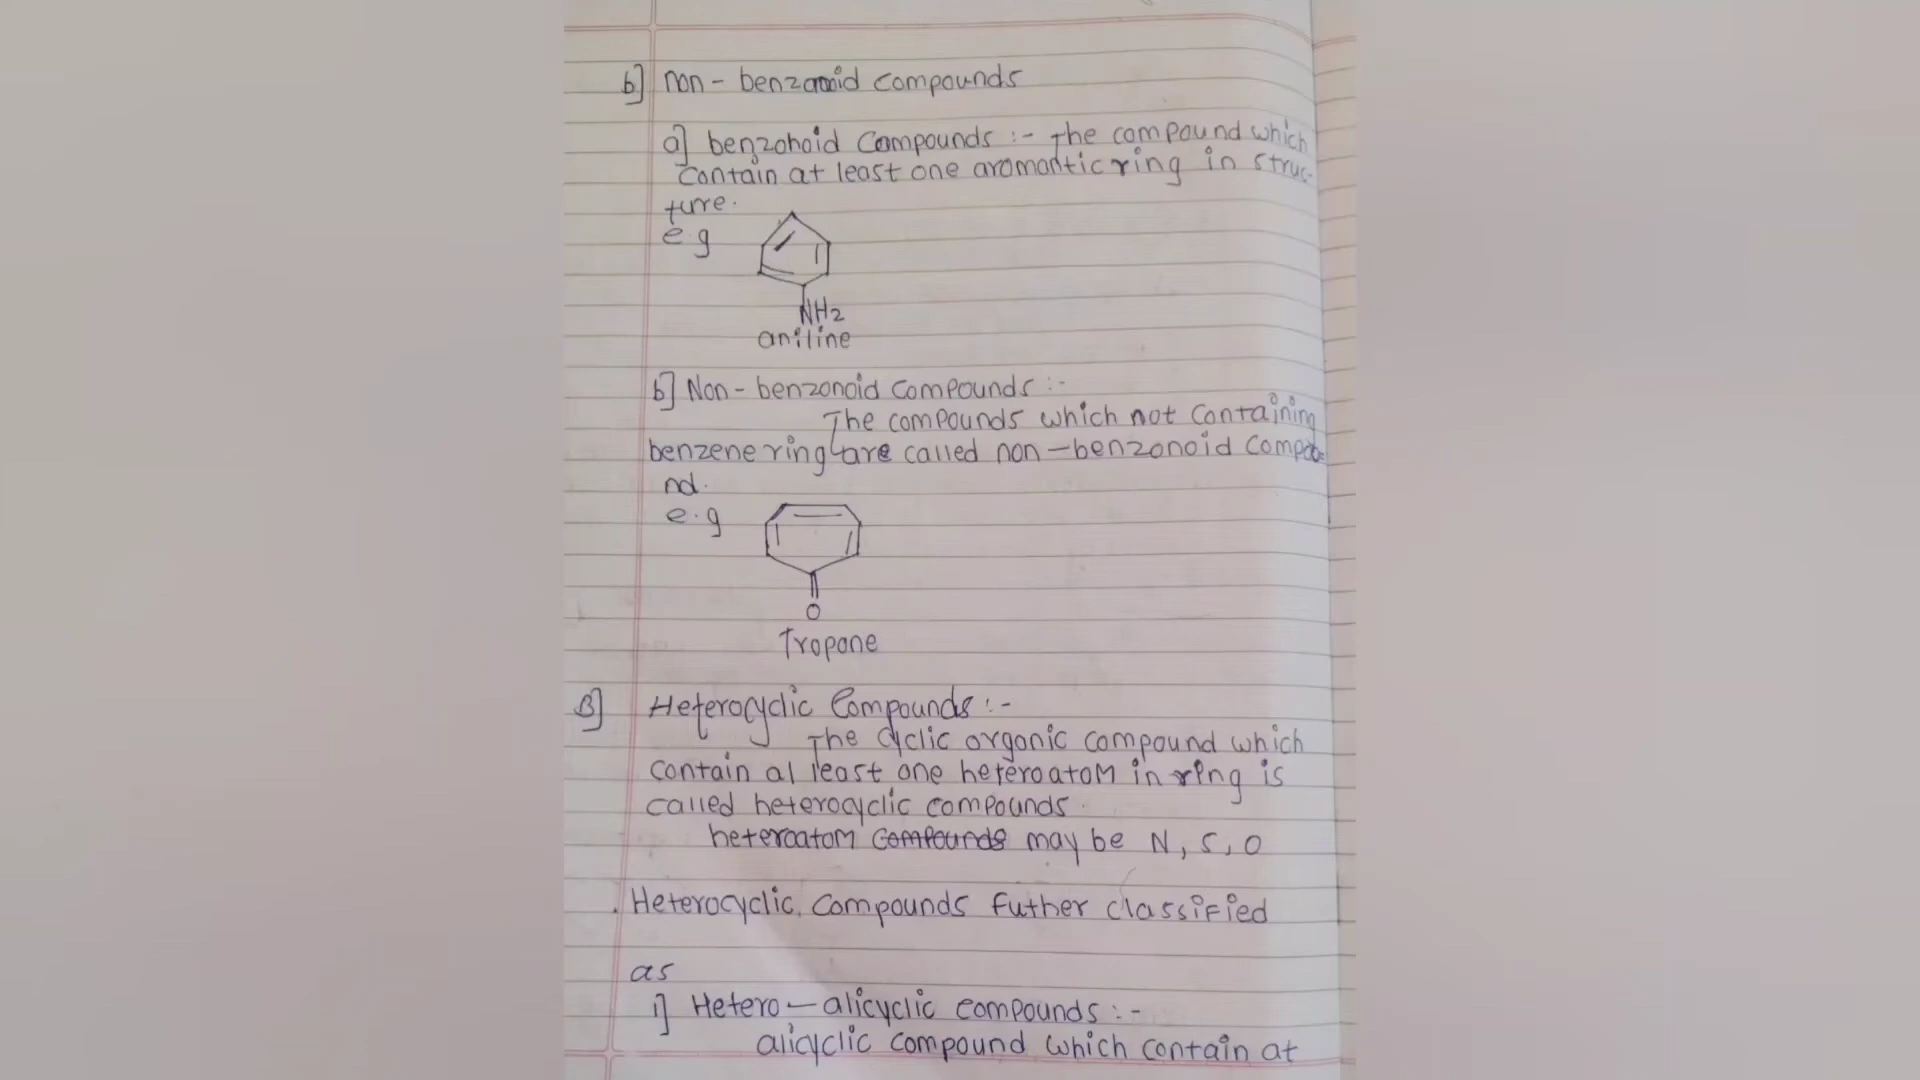 b] non - benzanoid compounds
a] benzonoid Compounds :- The compound which
contain at least one aromantic ring in struc-
ture.
e.g
NH2
aniline
b] Non - benzonoid compounds :-
The compounds which not containing
benzene ring are called non - benzonoid compou
nd.
e.g
O
Tropone
B] Heterocyclic Compounds :-
The cyclic organic compound which
contain al least one heteroatom in ring is
called heterocyclic compounds.
heteroatom compounds may be N, S, O
Heterocyclic compounds futher classified
as
i] Hetero - alicyclic compounds :-
alicyclic compound which contain at